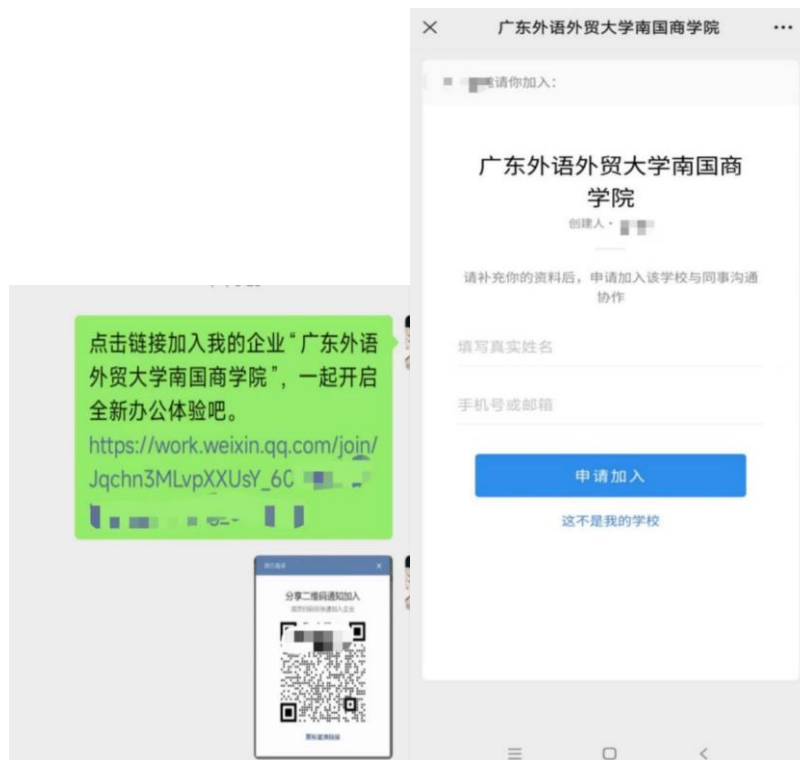 点击链接加入我的企业“广东外语
外贸大学南国商学院”，一起开启
全新办公体验吧。
https://work.weixin.qq.com/join/
Jqchn3MLvpXXUsY_60
分享二维码通知加入
广东外语外贸大学南国商学院
请你加入：
广东外语外贸大学南国商
学院
创建人·
请补充你的资料后，申请加入该学校与同事沟通
协作
填写真实姓名
手机号或邮箱
申请加入
这不是我的学校